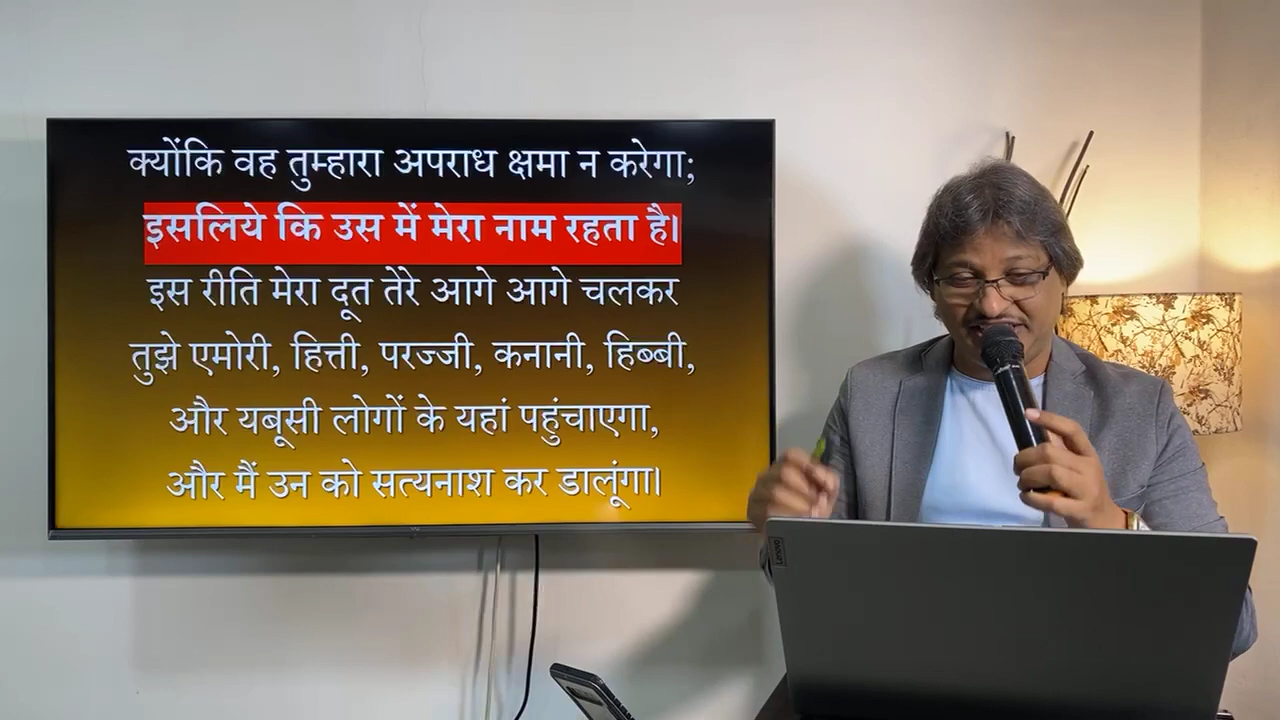 क्योंकि वह तुम्हारा अपराध क्षमा न करेगा;
इसलिये कि उस में मेरा नाम रहता है।
इस रीति मेरा दूत तेरे आगे आगे चलकर
तुझे एमोरी, हित्ती, परज्जी, कनानी, हिब्बी,
और यबूसी लोगों के यहां पहुंचाएगा,
और मैं उन को सत्यनाश कर डालूंगा।
Lenovo